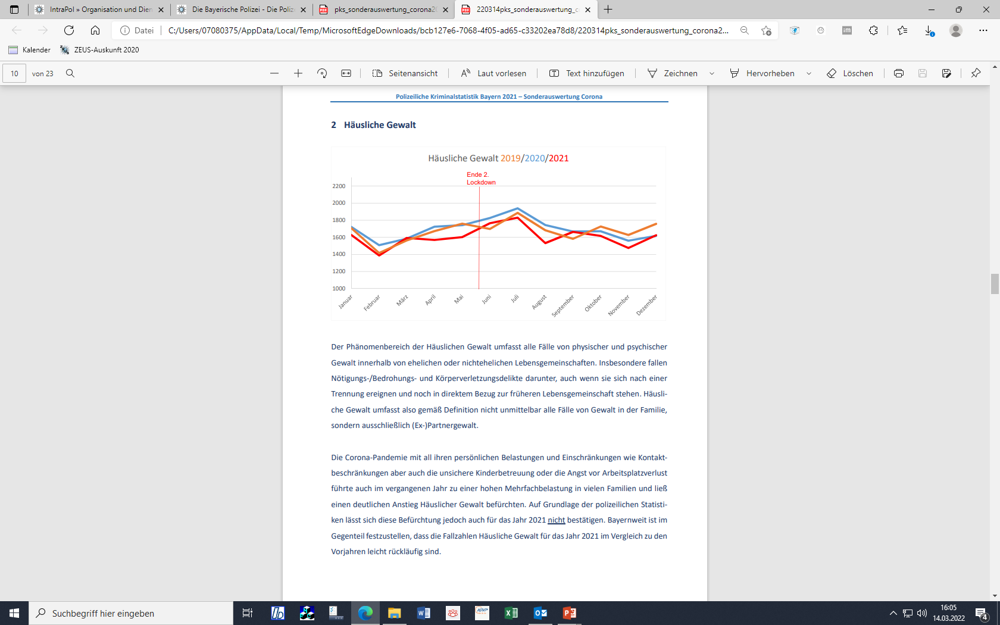 IntraPol » Organisation und Dien
Die Bayerische Polizei - Die Poliz
pks_sonderauswertung_corona20
220314pks_sonderauswertung_co
Datei
C:/Users/07080375/AppData/Local/Temp/MicrosoftEdgeDownloads/bcb127e6-7068-4f05-ad65-c33202ea78d8/220314pks_sonderauswertung_corona2...
Kalender
ZEUS-Auskunft 2020
10 von 23
Seitenansicht
Laut vorlesen
Text hinzufügen
Zeichnen
Hervorheben
Löschen
Polizeiliche Kriminalstatistik Bayern 2021 – Sonderauswertung Corona
2 Häusliche Gewalt
Häusliche Gewalt 2019/2020/2021
Ende 2.
Lockdown
2200
2000
1800
1600
1400
1200
1000
Januar
Februar
März
April
Mai
Juni
Juli
August
September
Oktober
November
Dezember
Der Phänomenbereich der Häuslichen Gewalt umfasst alle Fälle von physischer und psychischer
Gewalt innerhalb von ehelichen oder nichtehelichen Lebensgemeinschaften. Insbesondere fallen
Nötigungs-/Bedrohungs- und Körperverletzungsdelikte darunter, auch wenn sie sich nach einer
Trennung ereignen und noch in direktem Bezug zur früheren Lebensgemeinschaft stehen. Häusli-
che Gewalt umfasst also gemäß Definition nicht unmittelbar alle Fälle von Gewalt in der Familie,
sondern ausschließlich (Ex-)Partnergewalt.
Die Corona-Pandemie mit all ihren persönlichen Belastungen und Einschränkungen wie Kontakt-
beschränkungen aber auch die unsichere Kinderbetreuung oder die Angst vor Arbeitsplatzverlust
führte auch im vergangenen Jahr zu einer hohen Mehrfachbelastung in vielen Familien und ließ
einen deutlichen Anstieg Häuslicher Gewalt befürchten. Auf Grundlage der polizeilichen Statisti-
ken lässt sich diese Befürchtung jedoch auch für das Jahr 2021 nicht bestätigen. Bayernweit ist im
Gegenteil festzustellen, dass die Fallzahlen Häusliche Gewalt für das Jahr 2021 im Vergleich zu den
Vorjahren leicht rückläufig sind.
Suchbegriff hier eingeben
16:05
14.03.2022
4